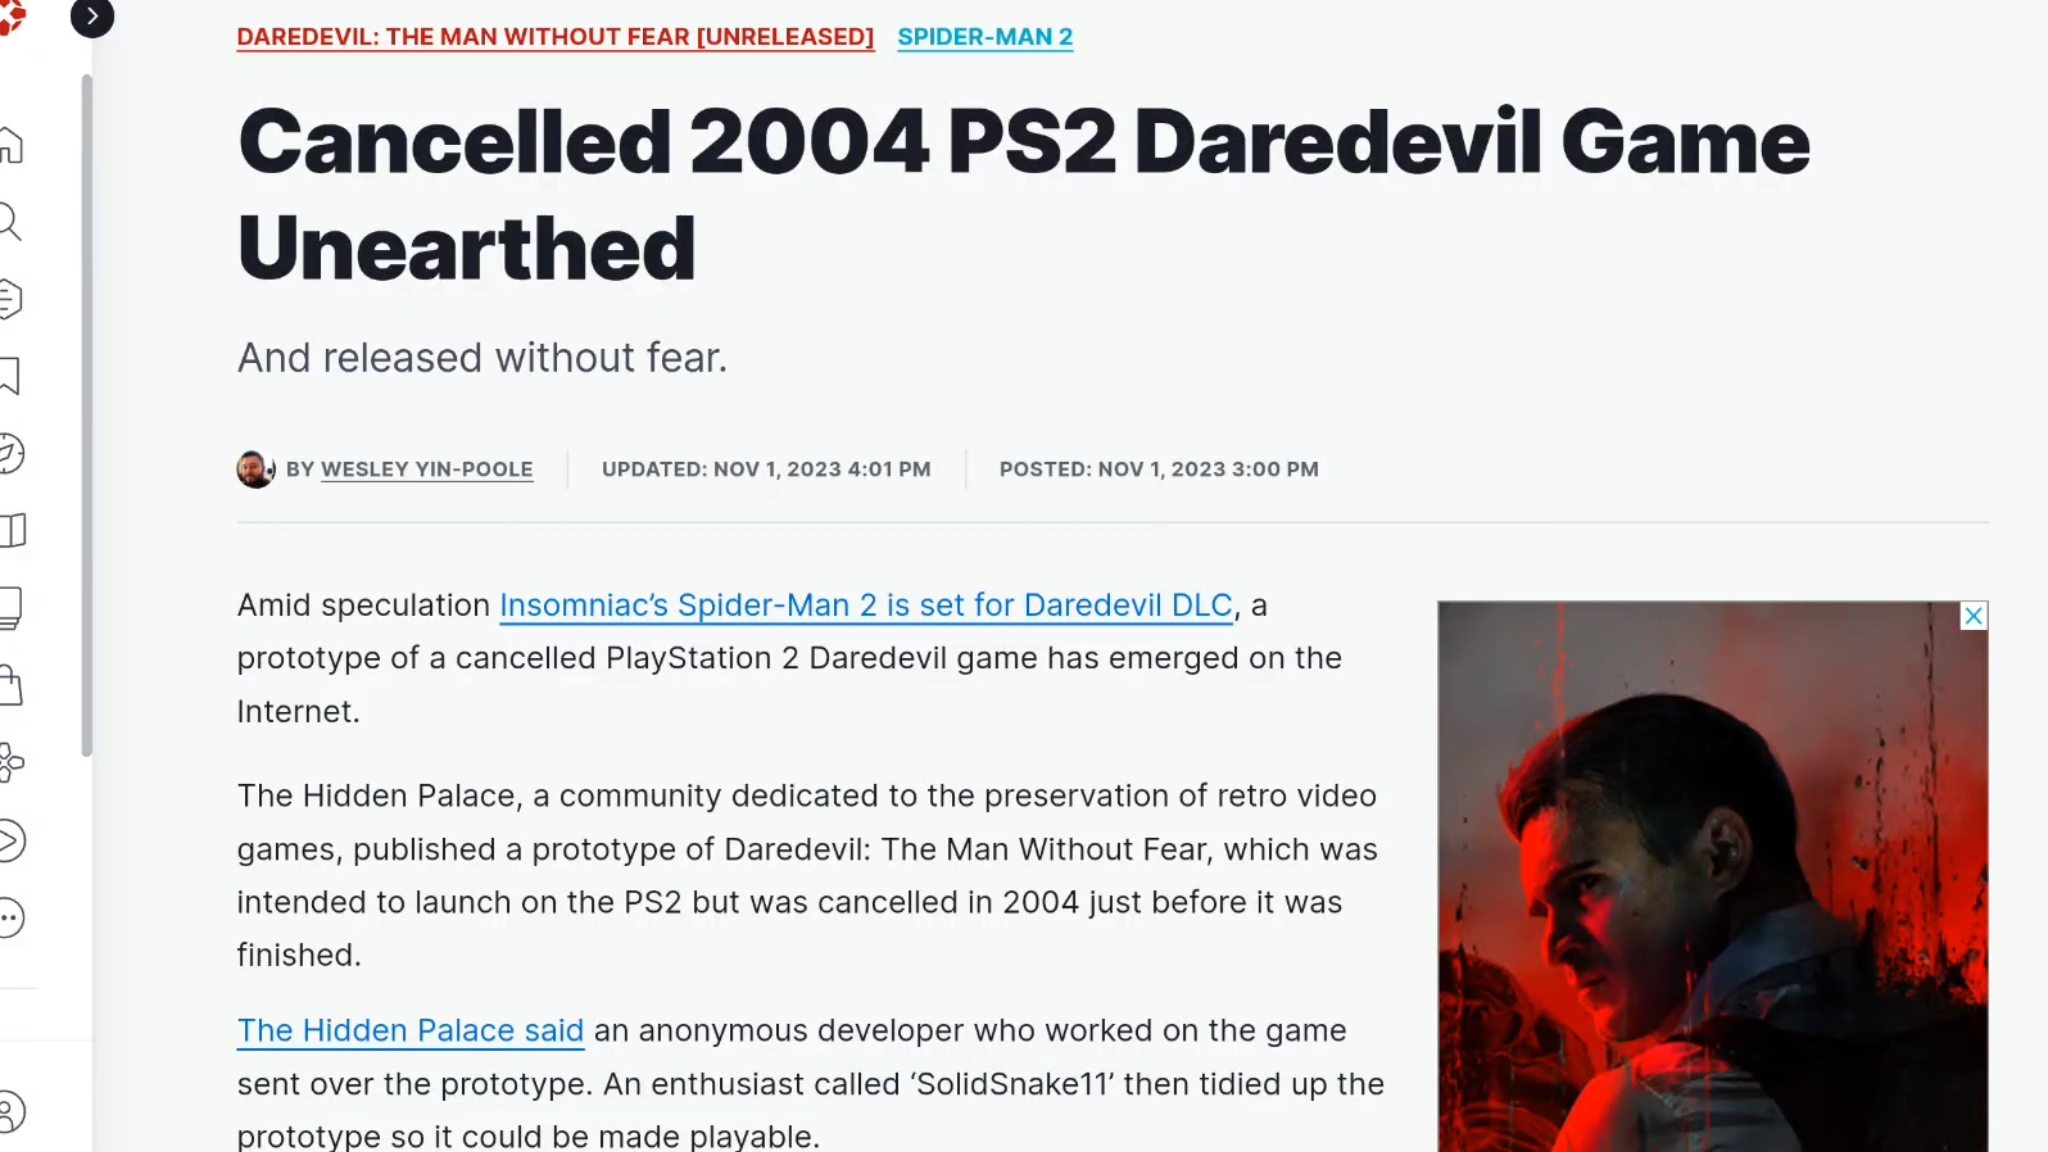 DAREDEVIL: THE MAN WITHOUT FEAR [UNRELEASED] SPIDER-MAN 2
Cancelled 2004 PS2 Daredevil Game
Unearthed
And released without fear.
BY WESLEY YIN-POOLE UPDATED: NOV 1, 2023 4:01 PM POSTED: NOV 1, 2023 3:00 PM
Amid speculation Insomniac’s Spider-Man 2 is set for Daredevil DLC, a
prototype of a cancelled PlayStation 2 Daredevil game has emerged on the
Internet.
The Hidden Palace, a community dedicated to the preservation of retro video
games, published a prototype of Daredevil: The Man Without Fear, which was
intended to launch on the PS2 but was cancelled in 2004 just before it was
finished.
The Hidden Palace said an anonymous developer who worked on the game
sent over the prototype. An enthusiast called ‘SolidSnake11’ then tidied up the
prototype so it could be made playable.